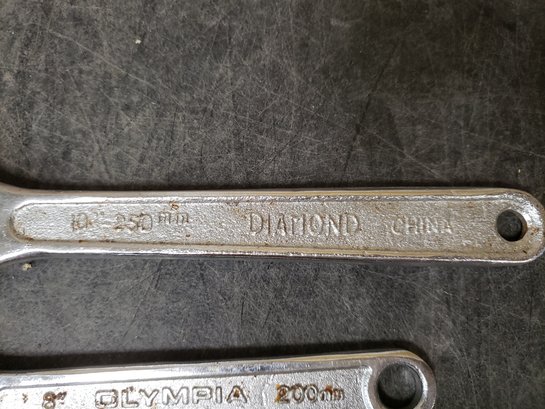 10"-250mm DIAMOND CHINA
8" OLYMPIA 200mm